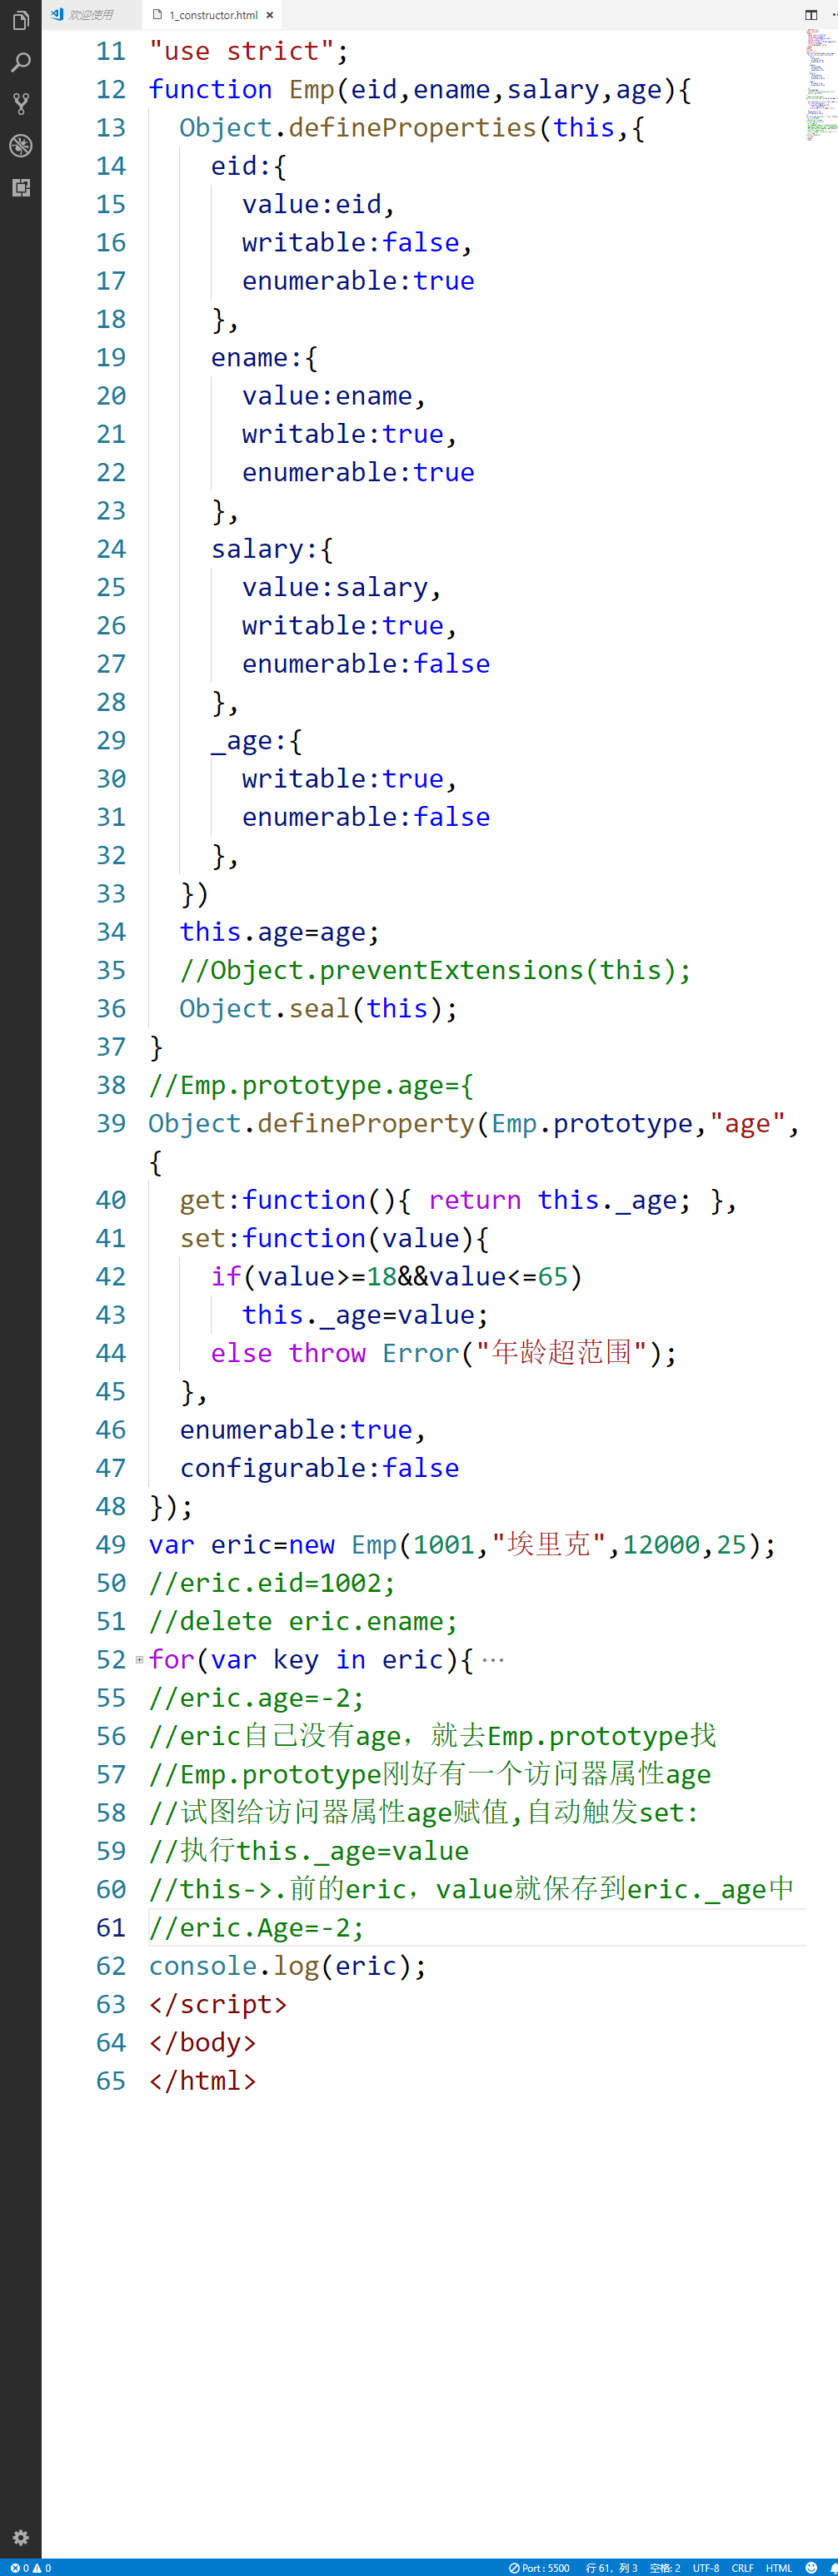 欢迎使用 1_constructor.html ×
11 "use strict";
12 function Emp(eid,ename,salary,age){
13   Object.defineProperties(this,{
14     eid:{
15       value:eid,
16       writable:false,
17       enumerable:true
18     },
19     ename:{
20       value:ename,
21       writable:true,
22       enumerable:true
23     },
24     salary:{
25       value:salary,
26       writable:true,
27       enumerable:false
28     },
29     _age:{
30       writable:true,
31       enumerable:false
32     },
33   })
34   this.age=age;
35   //Object.preventExtensions(this);
36   Object.seal(this);
37 }
38 //Emp.prototype.age={
39 Object.defineProperty(Emp.prototype,"age",
{
40   get:function(){ return this._age; },
41   set:function(value){
42     if(value>=18&&value<=65)
43       this._age=value;
44     else throw Error("年龄超范围");
45   },
46   enumerable:true,
47   configurable:false
48 });
49 var eric=new Emp(1001,"埃里克",12000,25);
50 //eric.eid=1002;
51 //delete eric.ename;
52 for(var key in eric){ ⋯
55 //eric.age=-2;
56 //eric自己没有age，就去Emp.prototype找
57 //Emp.prototype刚好有一个访问器属性age
58 //试图给访问器属性age赋值,自动触发set:
59 //执行this._age=value
60 //this->.前的eric，value就保存到eric._age中
61 //eric.Age=-2;
62 console.log(eric);
63 </script>
64 </body>
65 </html>
0 0 Port : 5500 行 61，列 3 空格: 2 UTF-8 CRLF HTML